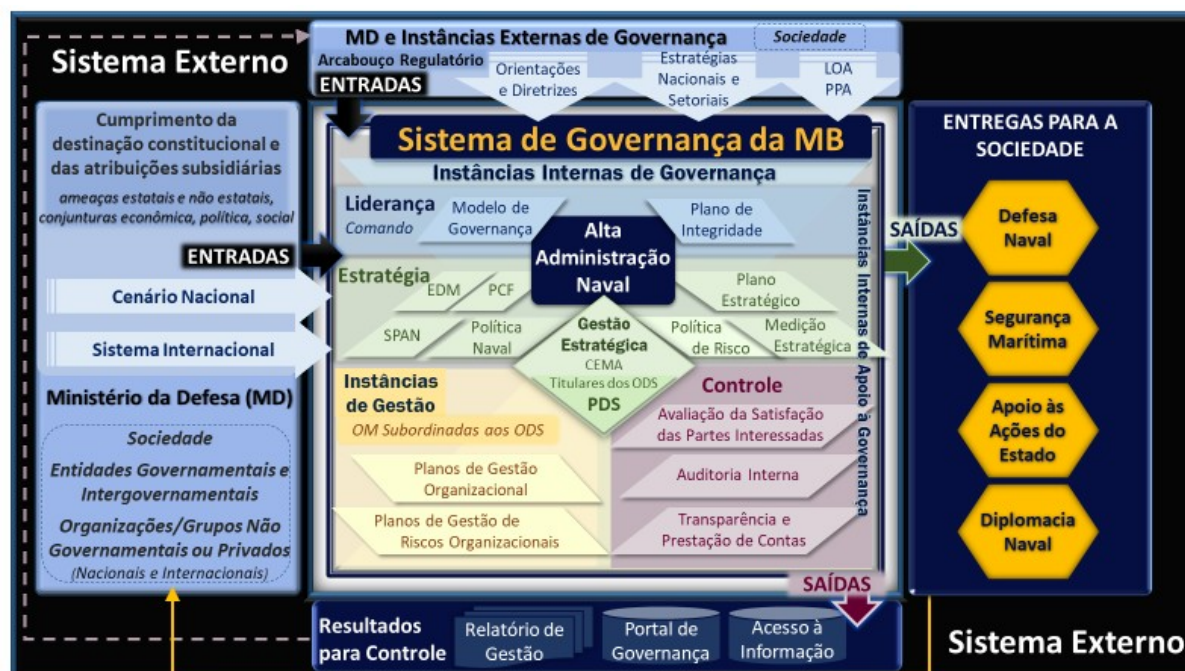 Sistema Externo
MD e Instâncias Externas de Governança
Sociedade
Arcabouço Regulatório
ENTRADAS
Orientações
e Diretrizes
Estratégias
Nacionais e
Setoriais
LOA
PPA
Cumprimento da
destinação constitucional e
das atribuições subsidiárias
ameaças estatais e não estatais,
conjunturas econômica, política, social
ENTRADAS
Cenário Nacional
Sistema Internacional
Ministério da Defesa (MD)
Sociedade
Entidades Governamentais e
Intergovernamentais
Organizações/Grupos Não
Governamentais ou Privados
(Nacionais e Internacionais)
Sistema de Governança da MB
Instâncias Internas de Governança
Liderança
Comando
Modelo de
Governança
Plano de
Integridade
Alta
Administração
Naval
Estratégia
EDM
PCF
SPAN
Política
Naval
Plano
Estratégico
Política
de Risco
Medição
Estratégica
Gestão
Estratégica
CEMA
Titulares dos ODS
PDS
Instâncias
de Gestão
OM Subordinadas aos ODS
Planos de Gestão
Organizacional
Planos de Gestão de
Riscos Organizacionais
Controle
Avaliação da Satisfação
das Partes Interessadas
Auditoria Interna
Transparência e
Prestação de Contas
Instâncias Internas de Apoio à Governança
SAÍDAS
ENTREGAS PARA A
SOCIEDADE
Defesa
Naval
Segurança
Marítima
Apoio às
Ações do
Estado
Diplomacia
Naval
SAÍDAS
Resultados
para Controle
Relatório de
Gestão
Portal de
Governança
Acesso à
Informação
Sistema Externo